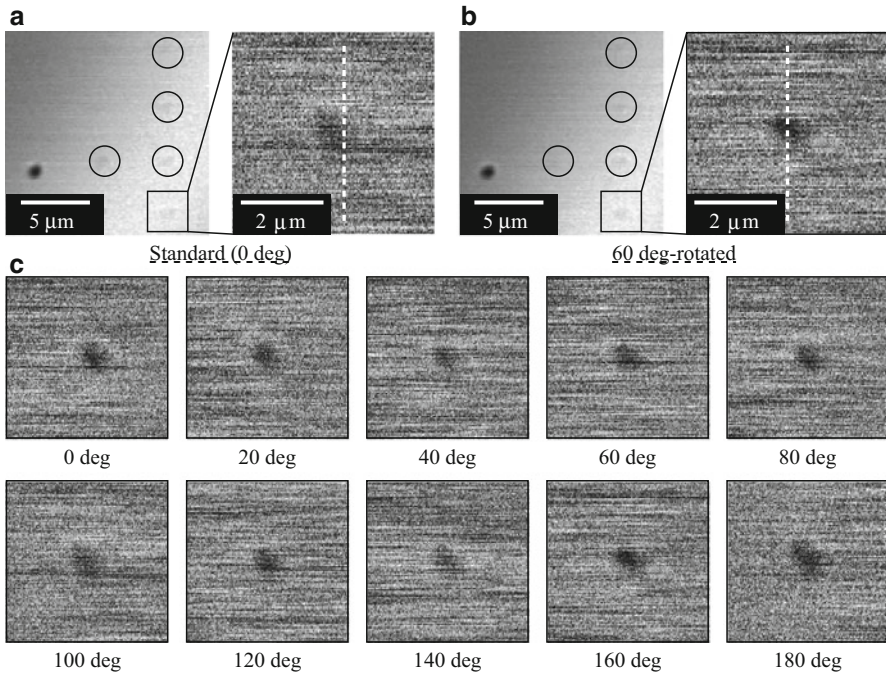 a
b
5 µm
2 µm
5 µm
2 µm
Standard (0 deg)
60 deg-rotated
c
0 deg
20 deg
40 deg
60 deg
80 deg
100 deg
120 deg
140 deg
160 deg
180 deg